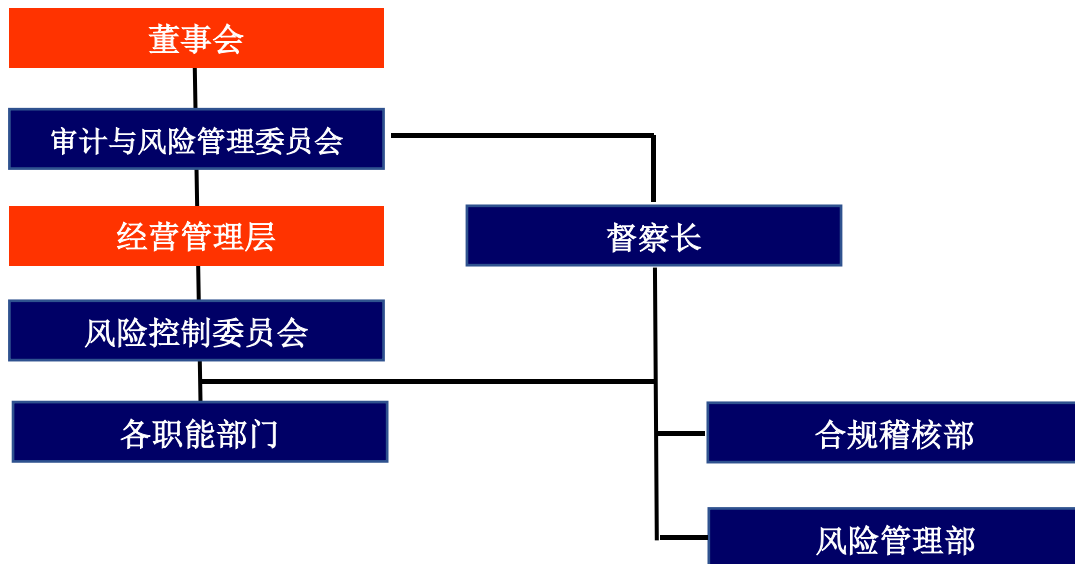 董事会
审计与风险管理委员会
经营管理层
督察长
风险控制委员会
各职能部门
合规稽核部
风险管理部